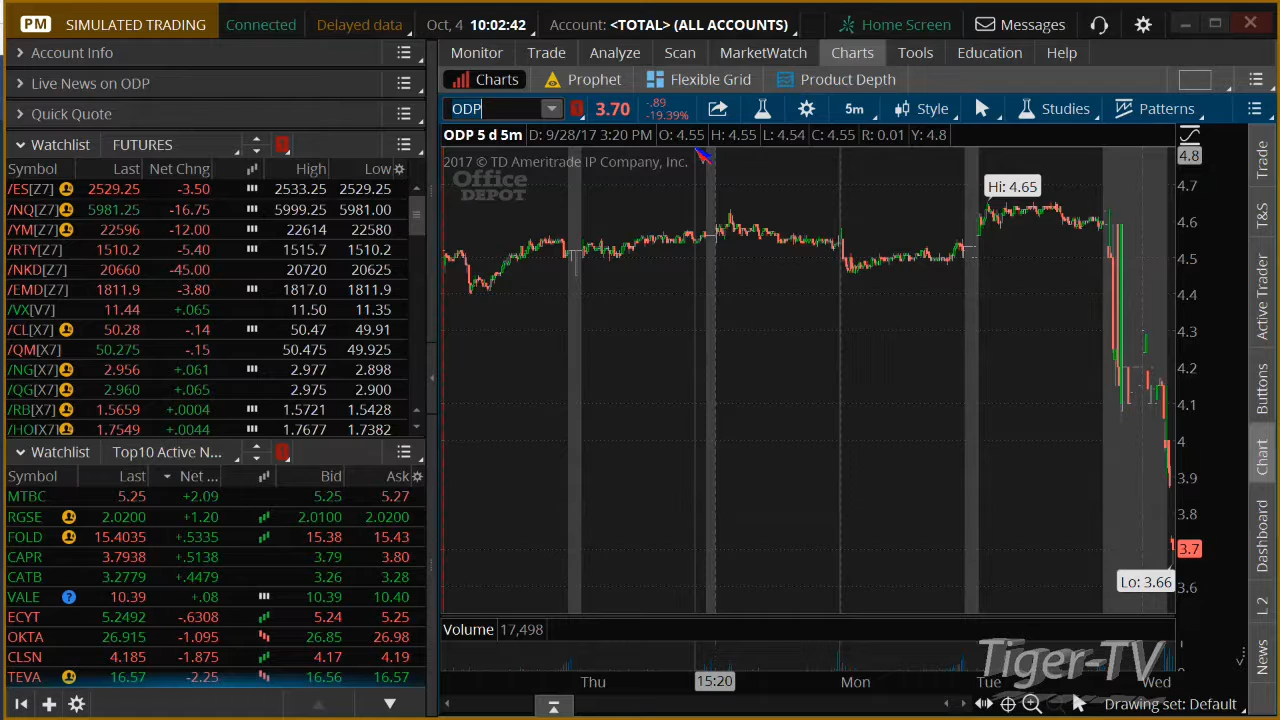 PM SIMULATED TRADING Connected Delayed data Oct, 4 10:02:42 Account: <TOTAL> (ALL ACCOUNTS) Home Screen Messages
Account Info
Live News on ODP
Quick Quote
Watchlist FUTURES
Symbol Last Net Chng High Low
/ES[Z7] 2529.25 -3.50 2533.25 2529.25
/NQ[Z7] 5981.25 -16.75 5999.25 5981.00
/YM[Z7] 22596 -12.00 22614 22580
/RTY[Z7] 1510.2 -5.40 1515.7 1510.2
/NKD[Z7] 20660 -45.00 20720 20625
/EMD[Z7] 1811.9 -3.80 1817.0 1811.9
/VX[V7] 11.44 +.065 11.50 11.35
/CL[X7] 50.28 -.14 50.47 49.91
/QM[X7] 50.275 -.15 50.475 49.925
/NG[X7] 2.956 +.061 2.977 2.898
/QG[X7] 2.960 +.065 2.975 2.900
/RB[X7] 1.5659 +.0004 1.5721 1.5428
/HO[X7] 1.7549 +.0104 1.7677 1.7382
Watchlist Top10 Active N...
Symbol Last Net ... Bid Ask
MTBC 5.25 +2.09 5.25 5.27
RGSE 2.0200 +1.20 2.0100 2.0200
FOLD 15.4035 +.5335 15.38 15.43
CAPR 3.7938 +.5138 3.79 3.80
CATB 3.2779 +.4479 3.26 3.28
VALE 10.39 +.08 10.39 10.40
ECYT 5.2492 -.6308 5.24 5.25
OKTA 26.915 -1.095 26.85 26.98
CLSN 4.185 -1.875 4.17 4.19
TEVA 16.57 -2.25 16.56 16.57
Monitor Trade Analyze Scan MarketWatch Charts Tools Education Help
Charts Prophet Flexible Grid Product Depth
ODP 3.70 -.89 -19.39% 5m Style Studies Patterns
ODP 5 d 5m D: 9/28/17 3:20 PM O: 4.55 H: 4.55 L: 4.54 C: 4.55 R: 0.01 Y: 4.8
2017 © TD Ameritrade IP Company, Inc.
Office
DEPOT
Hi: 4.65
Lo: 3.66
4.8
4.7
4.6
4.5
4.4
4.3
4.2
4.1
4
3.9
3.8
3.7
3.6
Volume 17,498
Tiger-TV
Thu 15:20 Mon Tue Wed
Drawing set: Default
Trade
T&S
Active Trader
Buttons
Chart
Dashboard
L 2
News